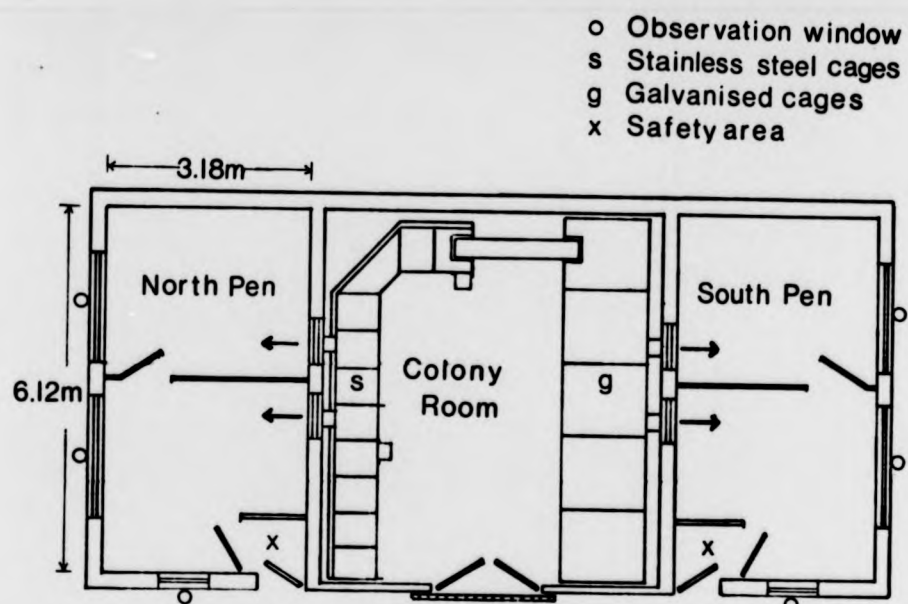 o Observation window
s Stainless steel cages
g Galvanised cages
x Safety area
3.18m
North Pen
South Pen
6.12m
s
Colony
Room
g
x
x